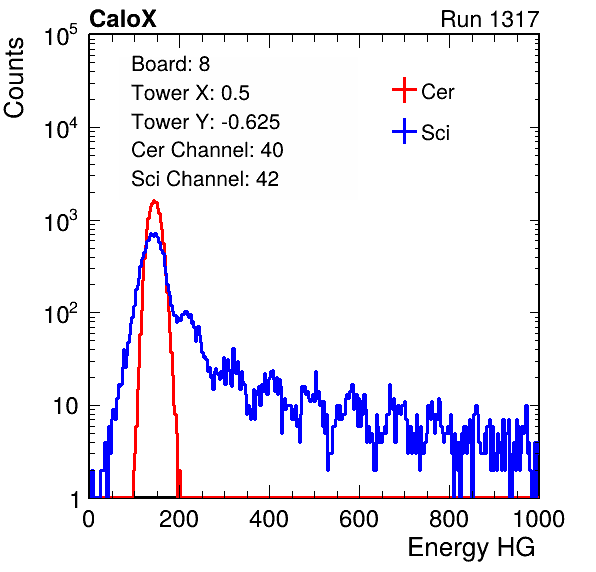 CaloX Run 1317
Counts
10^5
10^4
10^3
10^2
10
1
Board: 8
Tower X: 0.5
Tower Y: -0.625
Cer Channel: 40
Sci Channel: 42
Cer
Sci
0 200 400 600 800 1000
Energy HG